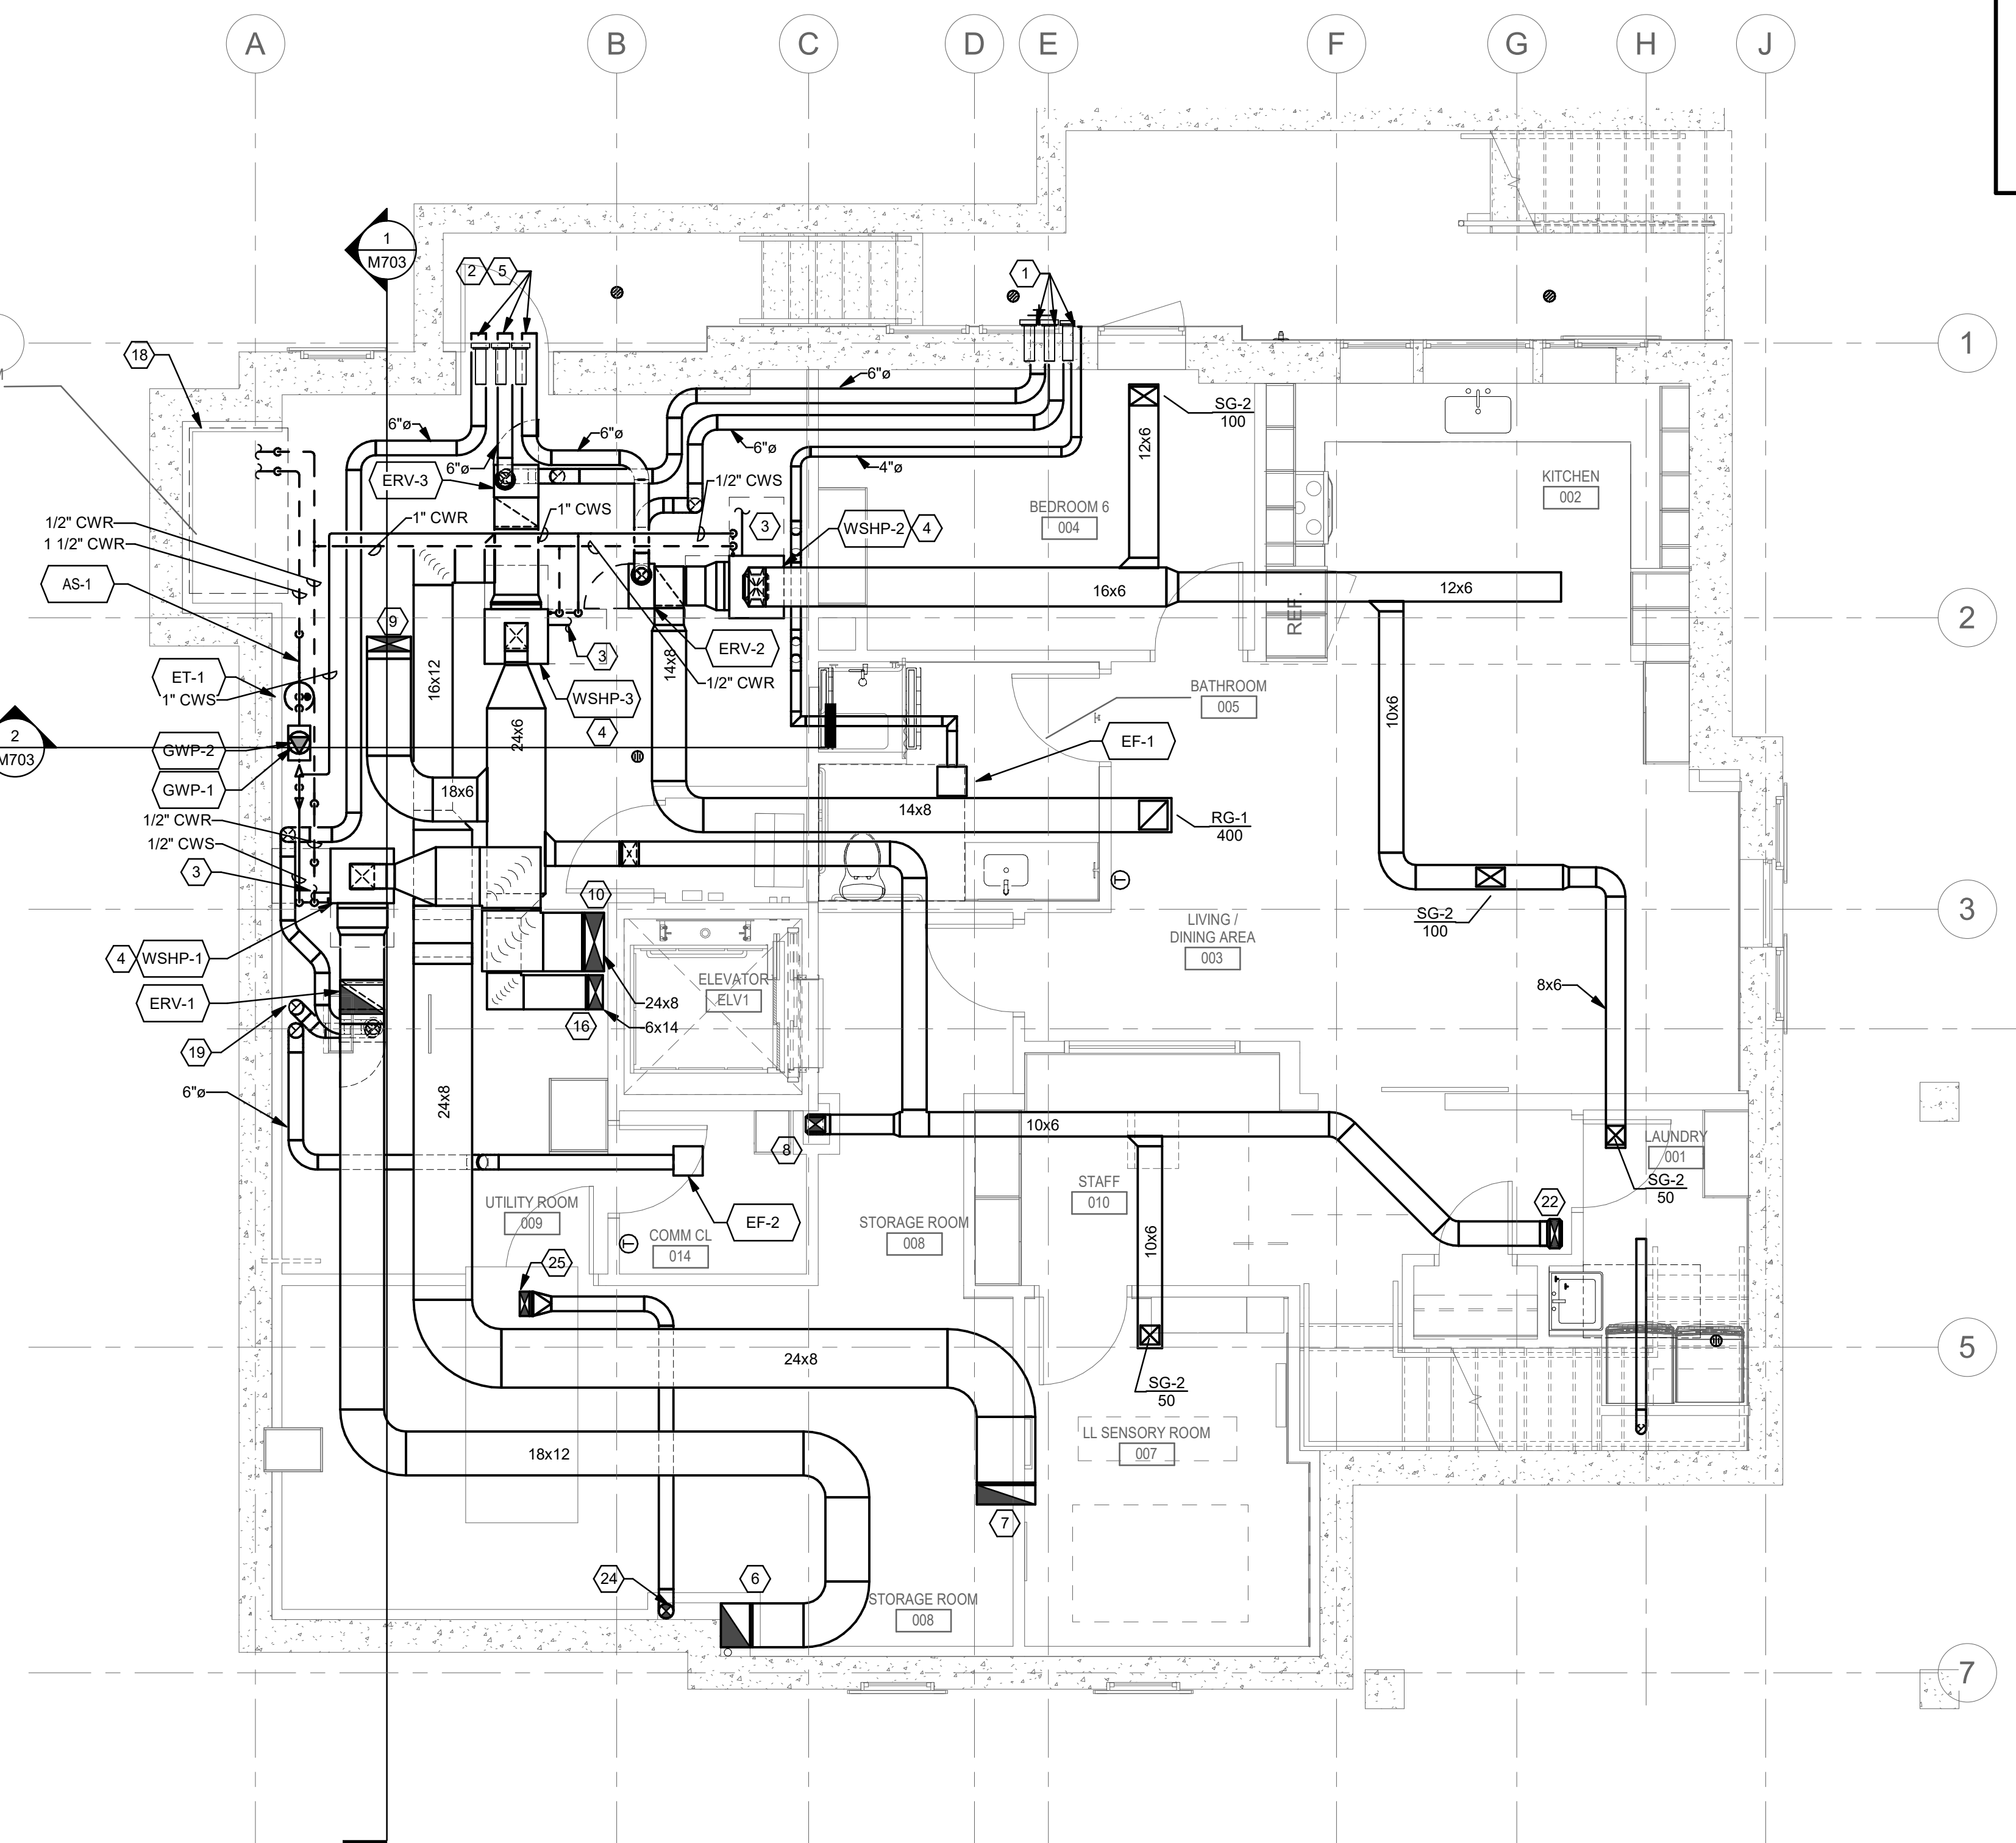 A
B
C
D
E
F
G
H
J
1
M703
2
5
1
18
1
6"ø
6"ø
6"ø
6"ø
6"ø
4"ø
SG-2
100
12x6
ERV-3
1/2" CWS
KITCHEN
002
BEDROOM 6
004
1/2" CWR
1 1/2" CWR
1" CWR
1" CWS
3
WSHP-2
4
AS-1
16x6
12x6
REF.
2
9
16x12
3
ERV-2
14x8
1/2" CWR
ET-1
1" CWS
WSHP-3
4
BATHROOM
005
10x6
24x6
2
M703
GWP-2
GWP-1
EF-1
18x6
14x8
RG-1
400
1/2" CWR
1/2" CWS
3
10
3
SG-2
100
LIVING /
DINING AREA
003
4
WSHP-1
ERV-1
ELEVATOR
ELV1
24x8
6x14
16
8x6
19
6"ø
24x8
8
10x6
LAUNDRY
001
SG-2
50
STAFF
010
UTILITY ROOM
009
EF-2
COMM CL
014
STORAGE ROOM
008
10x6
22
25
24x8
5
SG-2
50
LL SENSORY ROOM
007
18x12
7
24
6
STORAGE ROOM
008
7